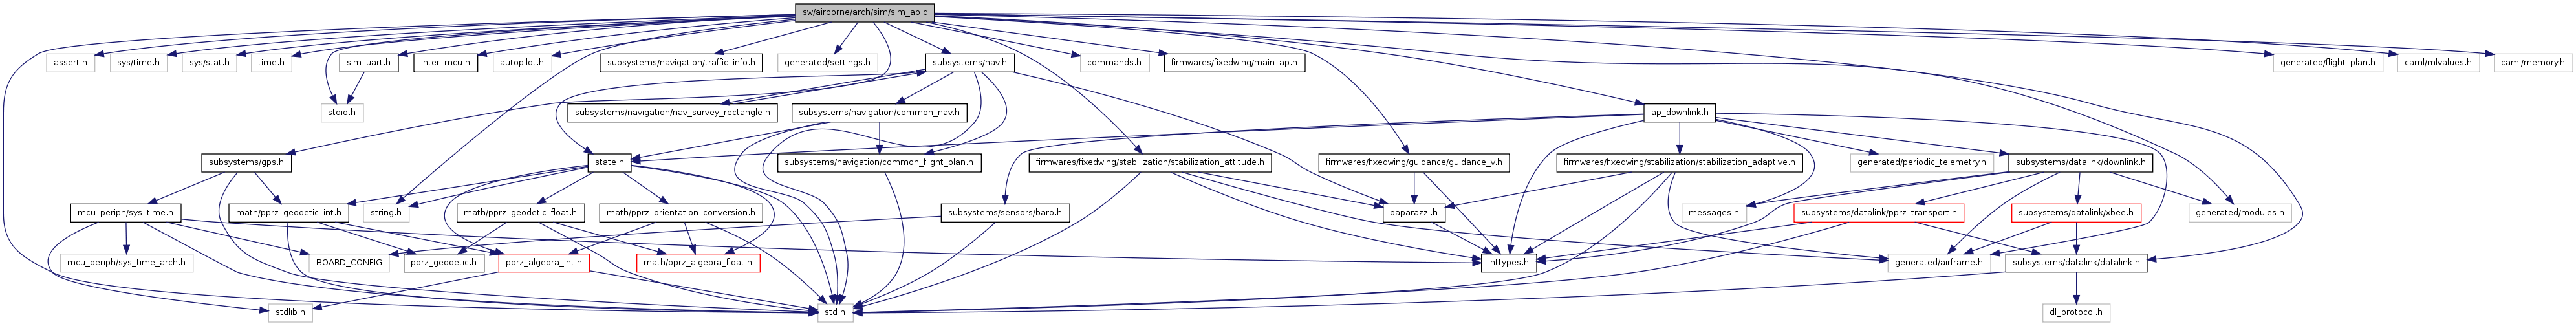 sw/airborne/arch/sim/sim_ap.c
assert.h
sys/time.h
sys/stat.h
time.h
sim_uart.h
inter_mcu.h
autopilot.h
subsystems/navigation/traffic_info.h
generated/settings.h
subsystems/nav.h
commands.h
firmwares/fixedwing/main_ap.h
generated/flight_plan.h
caml/mlvalues.h
caml/memory.h
stdio.h
subsystems/navigation/nav_survey_rectangle.h
subsystems/navigation/common_nav.h
ap_downlink.h
subsystems/gps.h
state.h
subsystems/navigation/common_flight_plan.h
firmwares/fixedwing/stabilization/stabilization_attitude.h
firmwares/fixedwing/guidance/guidance_v.h
firmwares/fixedwing/stabilization/stabilization_adaptive.h
generated/periodic_telemetry.h
subsystems/datalink/downlink.h
mcu_periph/sys_time.h
math/pprz_geodetic_int.h
string.h
math/pprz_geodetic_float.h
math/pprz_orientation_conversion.h
subsystems/sensors/baro.h
paparazzi.h
messages.h
subsystems/datalink/pprz_transport.h
subsystems/datalink/xbee.h
generated/modules.h
mcu_periph/sys_time_arch.h
BOARD_CONFIG
pprz_geodetic.h
pprz_algebra_int.h
math/pprz_algebra_float.h
inttypes.h
generated/airframe.h
subsystems/datalink/datalink.h
stdlib.h
std.h
dl_protocol.h